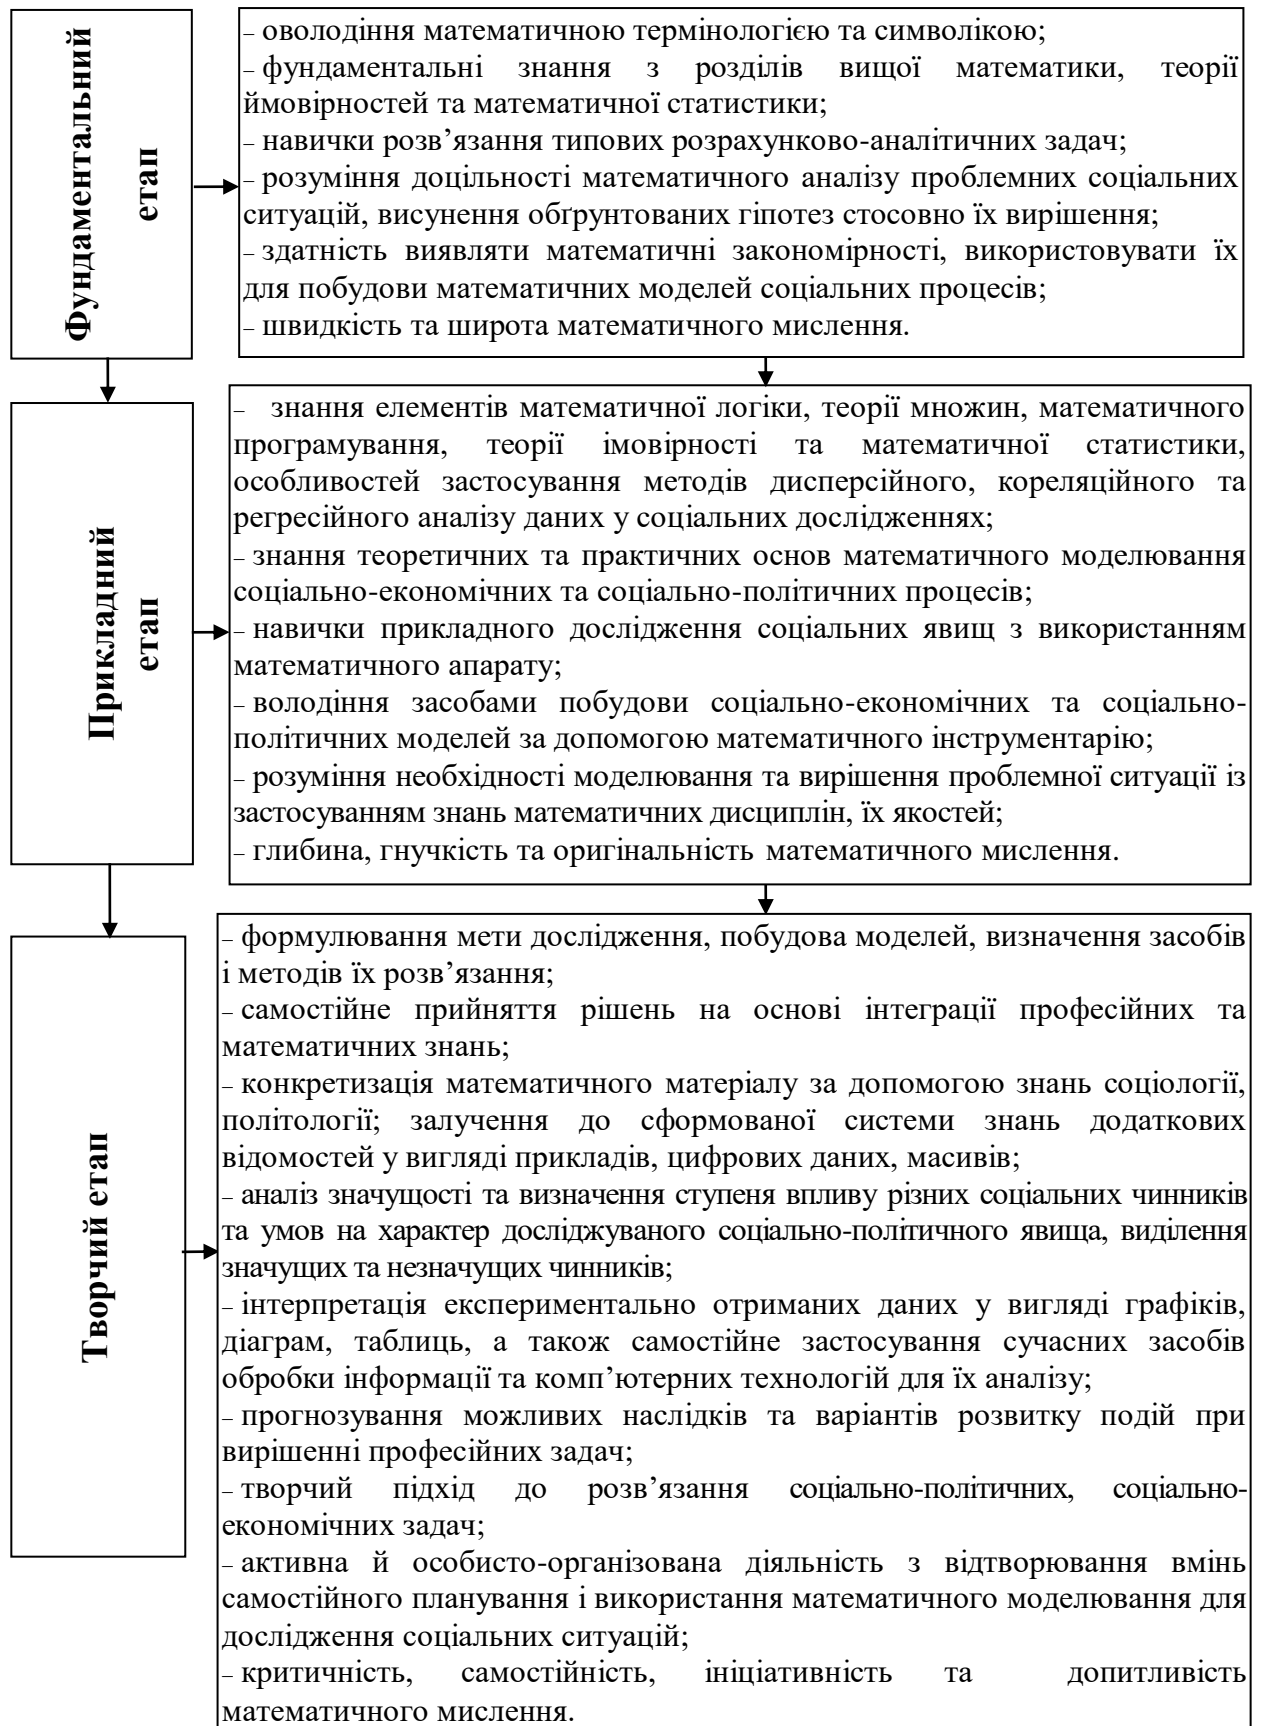 Фундаментальний
етап
– оволодіння математичною термінологією та символікою;
– фундаментальні знання з розділів вищої математики, теорії
ймовірностей та математичної статистики;
– навички розв’язання типових розрахунково-аналітичних задач;
– розуміння доцільності математичного аналізу проблемних соціальних
ситуацій, висунення обґрунтованих гіпотез стосовно їх вирішення;
– здатність виявляти математичні закономірності, використовувати їх
для побудови математичних моделей соціальних процесів;
– швидкість та широта математичного мислення.
Прикладний
етап
– знання елементів математичної логіки, теорії множин, математичного
програмування, теорії імовірності та математичної статистики,
особливостей застосування методів дисперсійного, кореляційного та
регресійного аналізу даних у соціальних дослідженнях;
– знання теоретичних та практичних основ математичного моделювання
соціально-економічних та соціально-політичних процесів;
– навички прикладного дослідження соціальних явищ з використанням
математичного апарату;
– володіння засобами побудови соціально-економічних та соціально-
політичних моделей за допомогою математичного інструментарію;
– розуміння необхідності моделювання та вирішення проблемної ситуації із
застосуванням знань математичних дисциплін, їх якостей;
– глибина, гнучкість та оригінальність математичного мислення.
Творчий етап
– формулювання мети дослідження, побудова моделей, визначення засобів
і методів їх розв’язання;
– самостійне прийняття рішень на основі інтеграції професійних та
математичних знань;
– конкретизація математичного матеріалу за допомогою знань соціології,
політології; залучення до сформованої системи знань додаткових
відомостей у вигляді прикладів, цифрових даних, масивів;
– аналіз значущості та визначення ступеня впливу різних соціальних чинників
та умов на характер досліджуваного соціально-політичного явища, виділення
значущих та незначущих чинників;
– інтерпретація експериментально отриманих даних у вигляді графіків,
діаграм, таблиць, а також самостійне застосування сучасних засобів
обробки інформації та комп’ютерних технологій для їх аналізу;
– прогнозування можливих наслідків та варіантів розвитку подій при
вирішенні професійних задач;
– творчий підхід до розв’язання соціально-політичних, соціально-
економічних задач;
– активна й особисто-організована діяльність з відтворювання вмінь
самостійного планування і використання математичного моделювання для
дослідження соціальних ситуацій;
– критичність, самостійність, ініціативність та допитливість
математичного мислення.